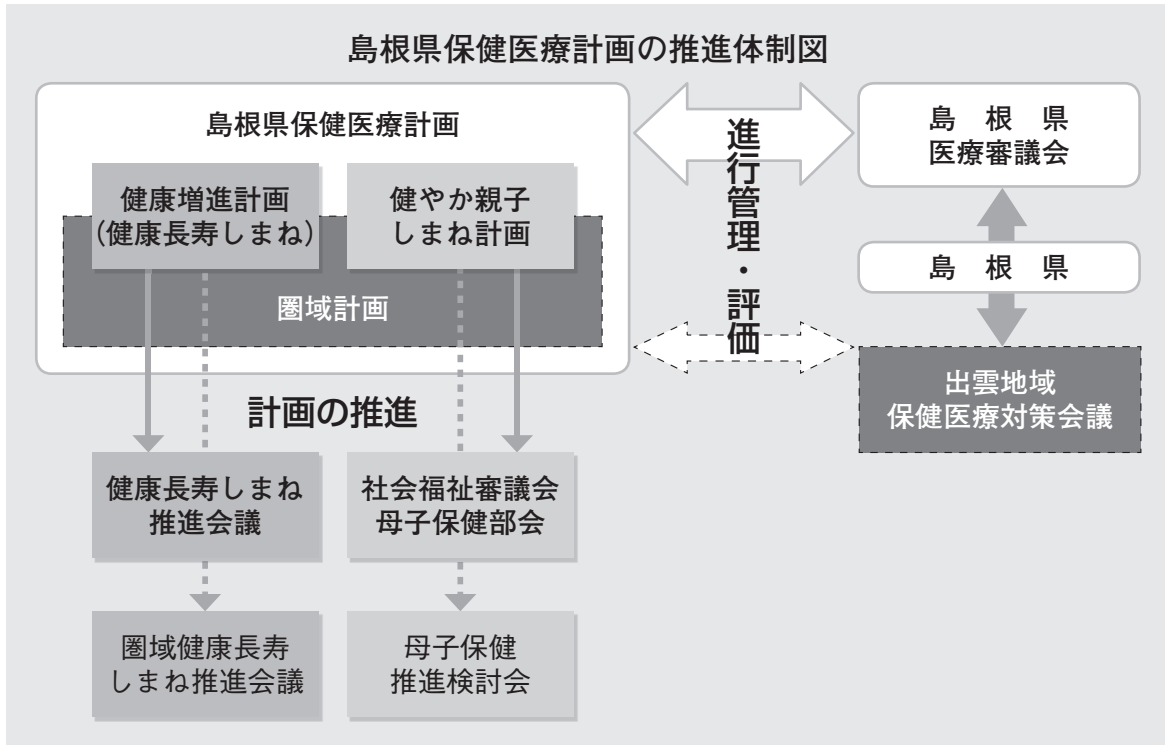 島根県保健医療計画の推進体制図
島根県保健医療計画
健康増進計画
（健康長寿しまね）
健やか親子
しまね計画
圏域計画
進行管理・評価
島　根　県
医療審議会
島　根　県
出雲地域
保健医療対策会議
計画の推進
健康長寿しまね
推進会議
社会福祉審議会
母子保健部会
圏域健康長寿
しまね推進会議
母子保健
推進検討会